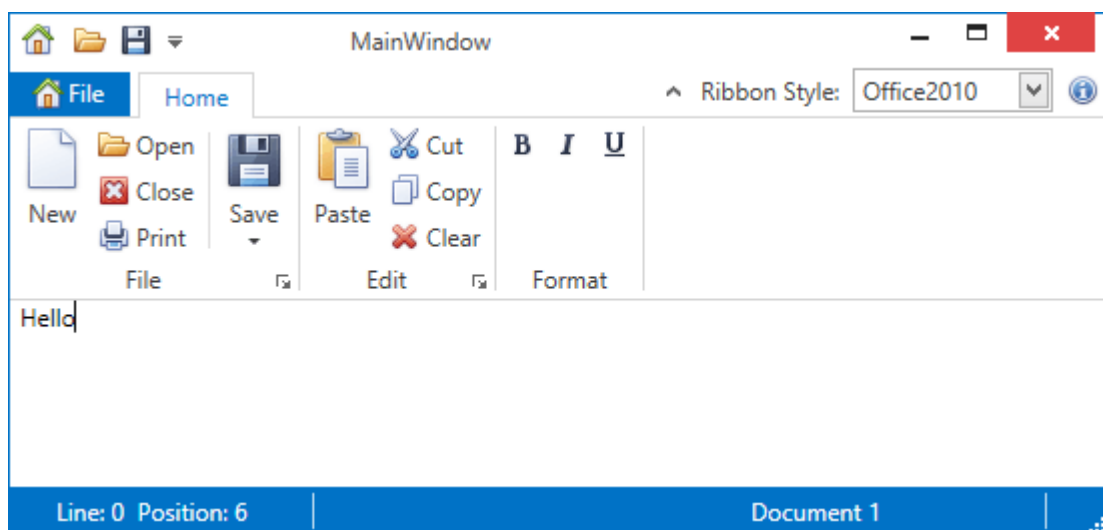 MainWindow
File Home Ribbon Style: Office2010
New Open Close Print Save Paste Cut Copy Clear B I U
File Edit Format
Hello
Line: 0 Position: 6 Document 1